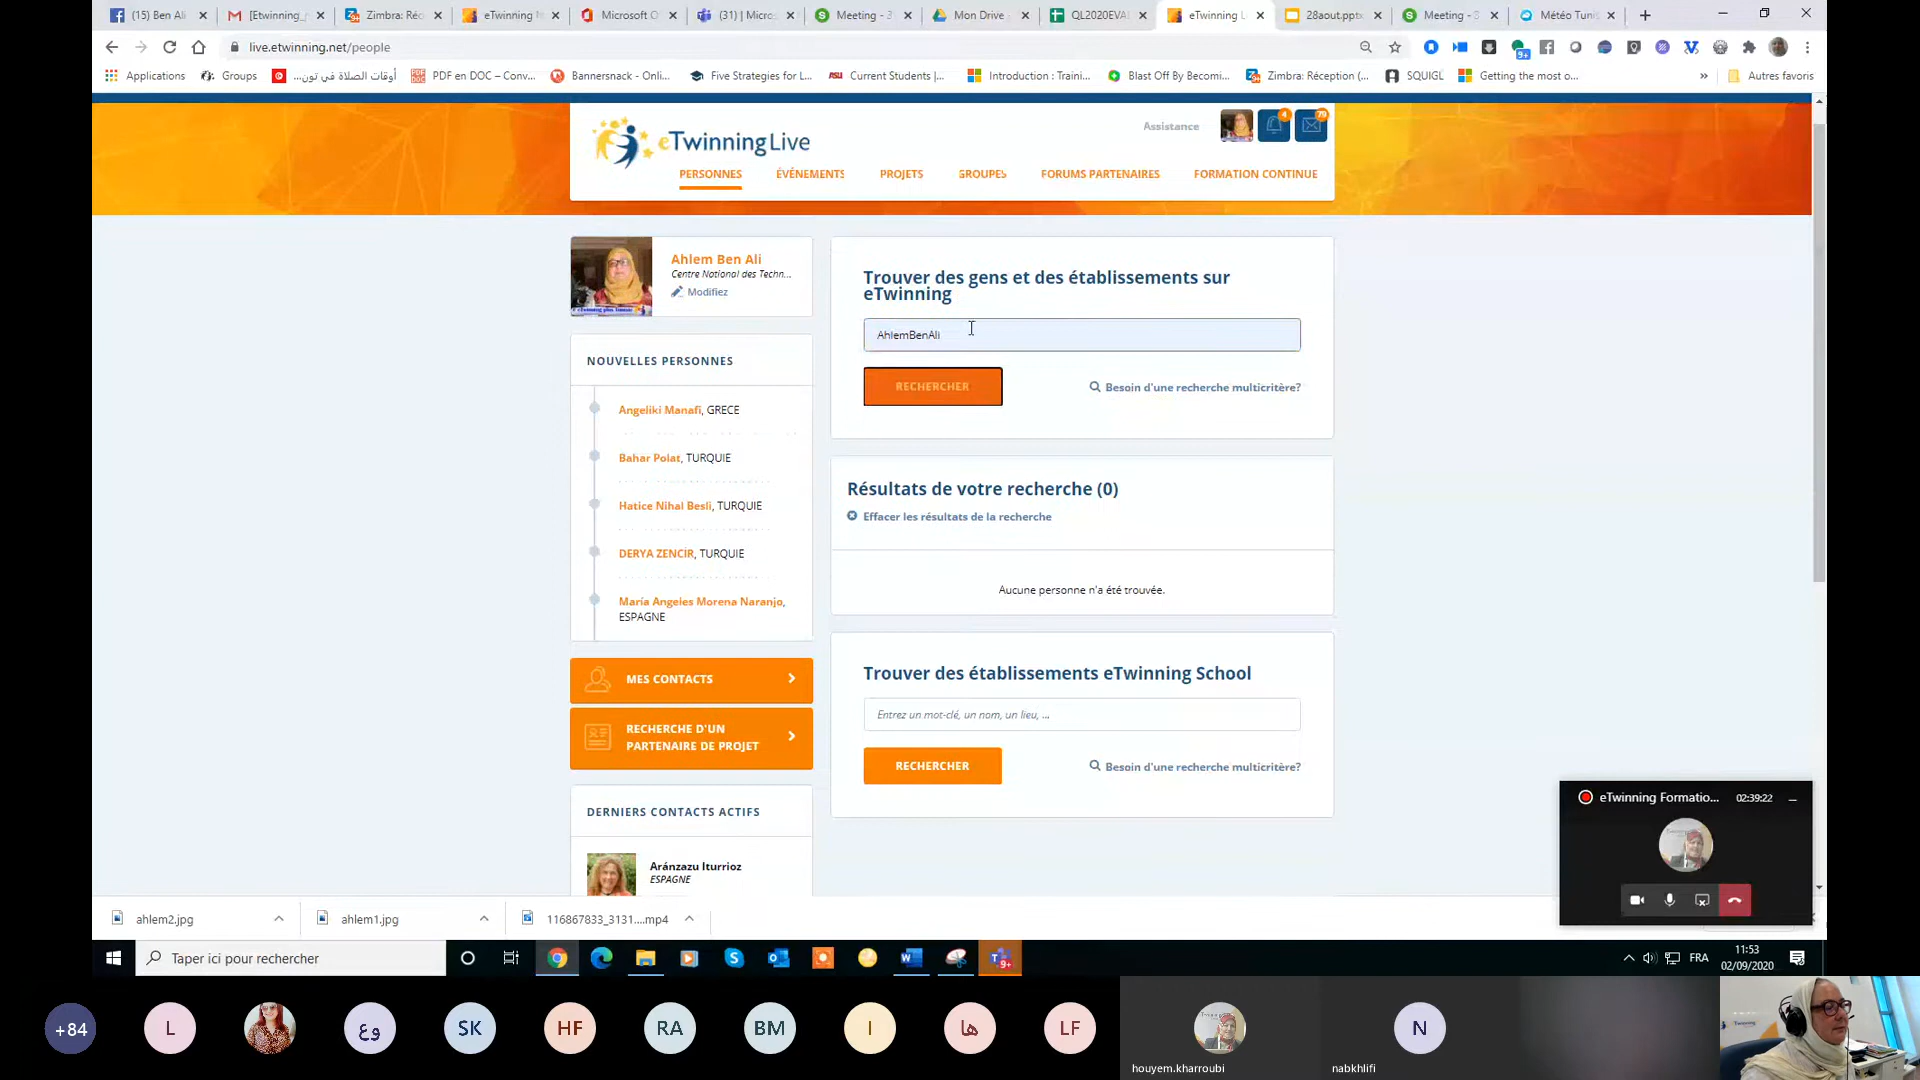 (15) Ben Ali
[Etwinning_
Zimbra: Réc
eTwinning
Microsoft O
(31) | Micro
Meeting - 3
Mon Drive
QL2020EVA
eTwinning L
28aout.pptx
Meeting - 8
Météo Tuni
live.etwinning.net/people
Applications
Groups
أوقات الصلاة في تون...
PDF en DOC – Conv...
Bannersnack - Onli...
Five Strategies for L...
ASU Current Students |...
Introduction : Traini...
Blast Off By Becomi...
Zimbra: Réception (...
SQUIGL
Getting the most o...
»
Autres favoris
eTwinning Live
Assistance
4
79
PERSONNES
ÉVÉNEMENTS
PROJETS
GROUPES
FORUMS PARTENAIRES
FORMATION CONTINUE
Ahlem Ben Ali
Centre National des Techn...
Modifiez
NOUVELLES PERSONNES
Angeliki Manafi, GRECE
Bahar Polat, TURQUIE
Hatice Nihal Besli, TURQUIE
DERYA ZENCİR, TURQUIE
María Angeles Morena Naranjo,
ESPAGNE
MES CONTACTS
RECHERCHE D'UN
PARTENAIRE DE PROJET
DERNIERS CONTACTS ACTIFS
Aránzazu Iturrioz
ESPAGNE
Trouver des gens et des établissements sur
eTwinning
AhlemBenAli
RECHERCHER
Besoin d'une recherche multicritère?
Résultats de votre recherche (0)
Effacer les résultats de la recherche
Aucune personne n'a été trouvée.
Trouver des établissements eTwinning School
Entrez un mot-clé, un nom, un lieu, ...
RECHERCHER
Besoin d'une recherche multicritère?
eTwinning Formatio...
02:39:22
ahlem2.jpg
ahlem1.jpg
116867833_3131....mp4
Taper ici pour rechercher
FRA
11:53
02/09/2020
+84
L
وع
SK
HF
RA
BM
I
ها
LF
houyem.kharroubi
N
nabkhlifi